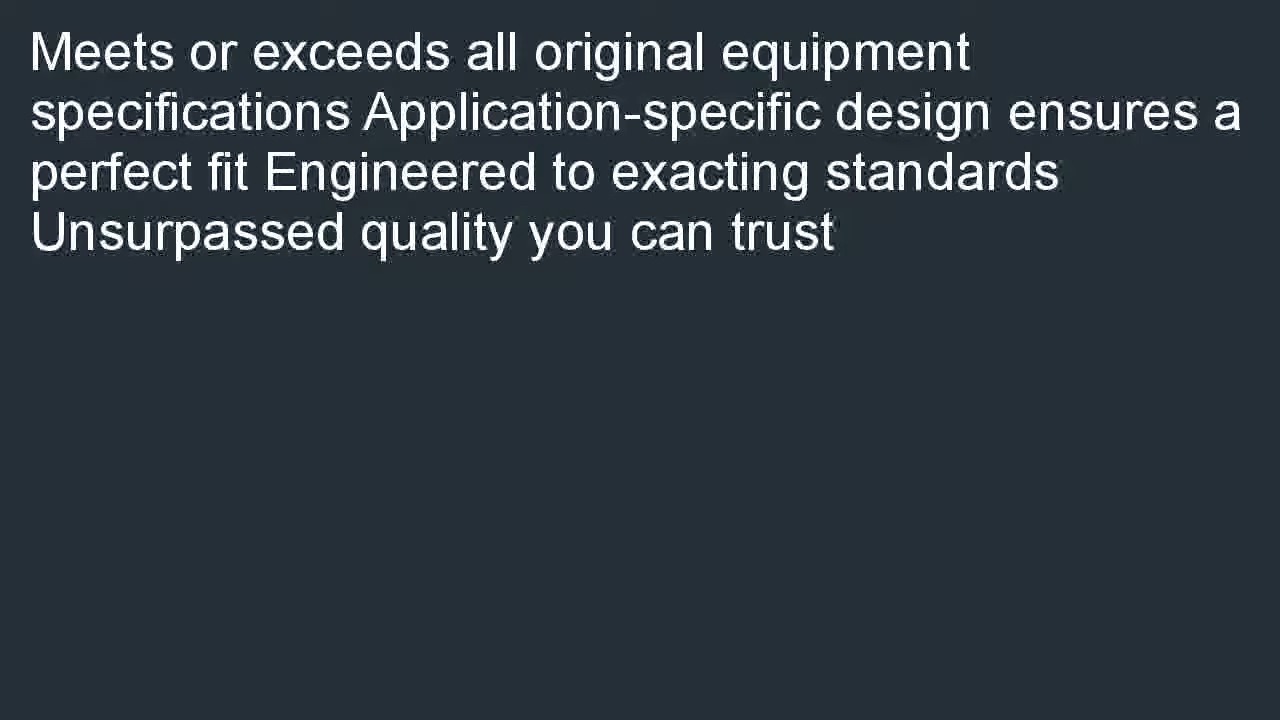 Meets or exceeds all original equipment
specifications Application-specific design ensures a
perfect fit Engineered to exacting standards
Unsurpassed quality you can trust